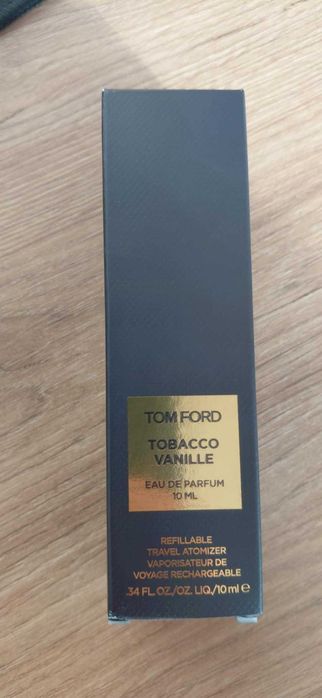 TOM FORD
TOBACCO
VANILLE
EAU DE PARFUM
10 ML
REFILLABLE
TRAVEL ATOMIZER
VAPORISATEUR DE
VOYAGE RECHARGEABLE
.34 FL.OZ./OZ. LIQ./10 ml ℮